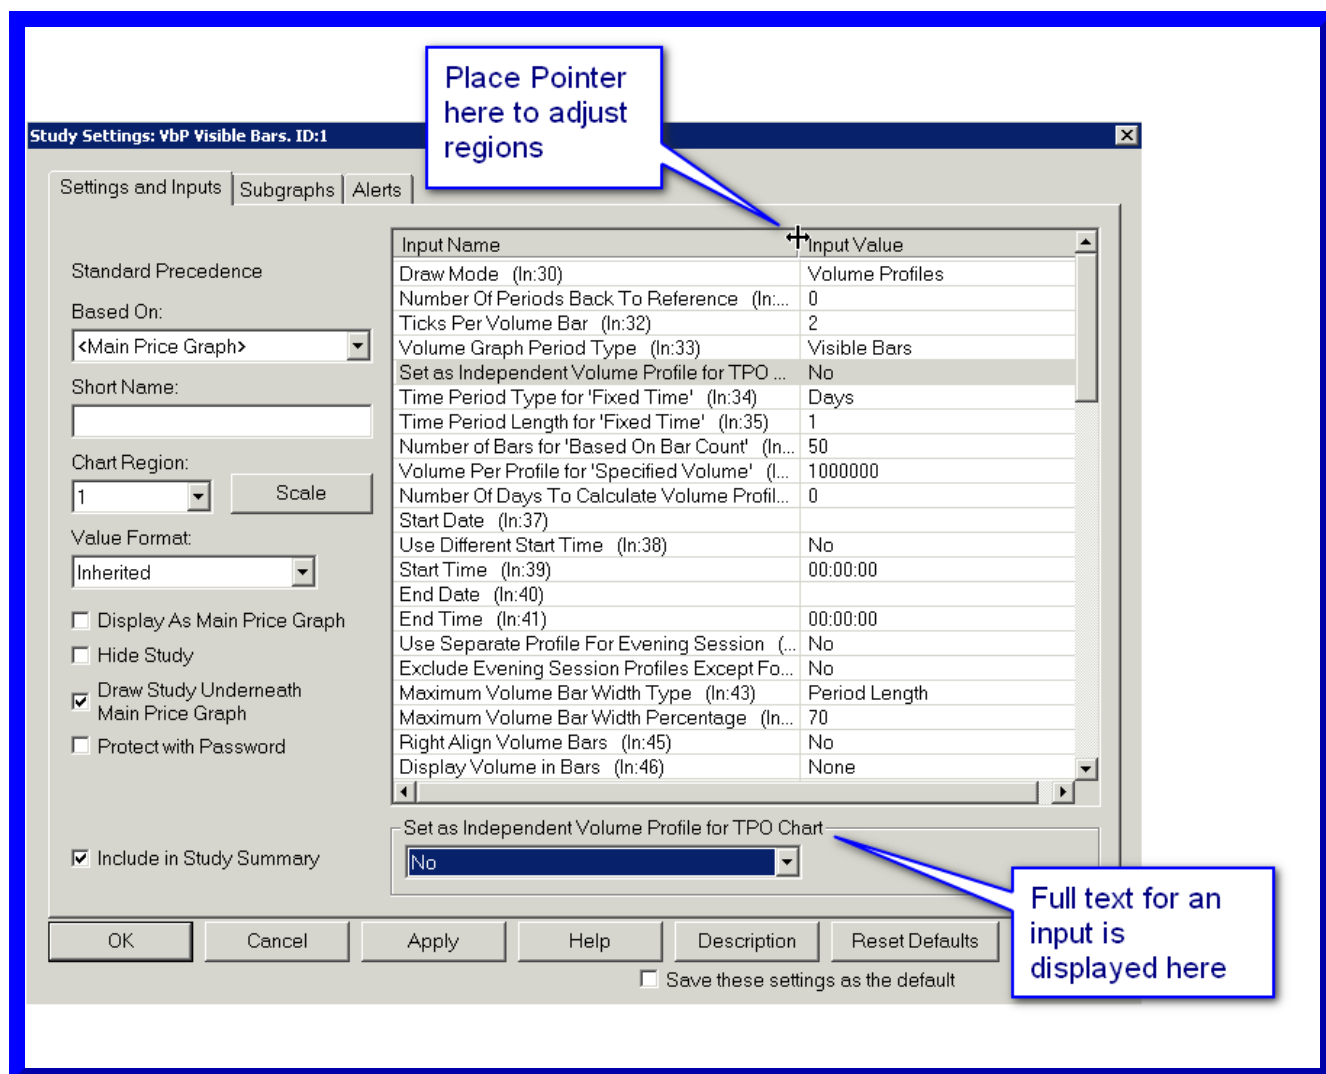 Place Pointer
here to adjust
regions
Study Settings: VbP Visible Bars. ID:1
Settings and Inputs
Subgraphs
Alerts
Standard Precedence
Based On:
<Main Price Graph>
Short Name:
Chart Region:
1
Scale
Value Format:
Inherited
Display As Main Price Graph
Hide Study
Draw Study Underneath
Main Price Graph
Protect with Password
Include in Study Summary
Input Name Input Value
Draw Mode (In:30) Volume Profiles
Number Of Periods Back To Reference (In:... 0
Ticks Per Volume Bar (In:32) 2
Volume Graph Period Type (In:33) Visible Bars
Set as Independent Volume Profile for TPO ... No
Time Period Type for 'Fixed Time' (In:34) Days
Time Period Length for 'Fixed Time' (In:35) 1
Number of Bars for 'Based On Bar Count' (In... 50
Volume Per Profile for 'Specified Volume' (I... 1000000
Number Of Days To Calculate Volume Profil... 0
Start Date (In:37)
Use Different Start Time (In:38) No
Start Time (In:39) 00:00:00
End Date (In:40)
End Time (In:41) 00:00:00
Use Separate Profile For Evening Session (... No
Exclude Evening Session Profiles Except Fo... No
Maximum Volume Bar Width Type (In:43) Period Length
Maximum Volume Bar Width Percentage (In... 70
Right Align Volume Bars (In:45) No
Display Volume in Bars (In:46) None
Set as Independent Volume Profile for TPO Chart
No
Full text for an
input is
displayed here
OK
Cancel
Apply
Help
Description
Reset Defaults
Save these settings as the default